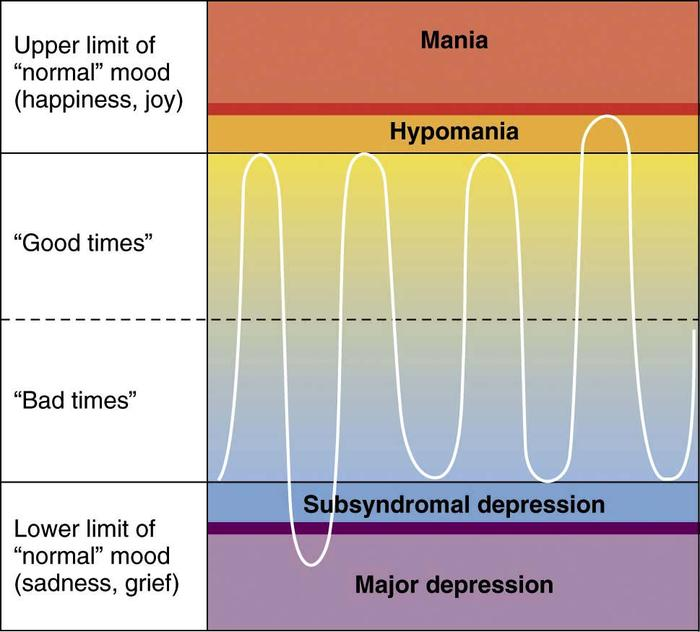 Upper limit of
“normal” mood
(happiness, joy)
Mania
Hypomania
“Good times”
“Bad times”
Subsyndromal depression
Lower limit of
“normal” mood
(sadness, grief)
Major depression